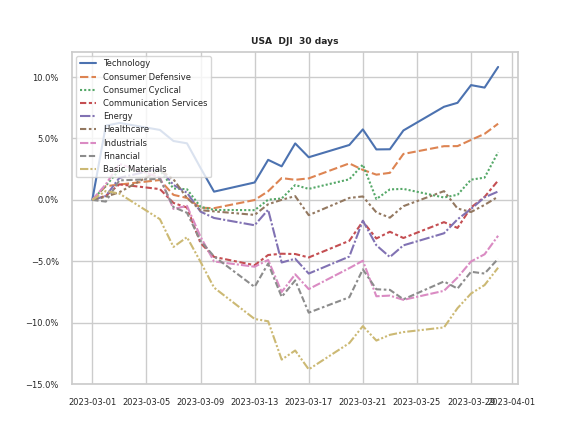 USA DJI 30 days
Technology
Consumer Defensive
Consumer Cyclical
Communication Services
Energy
Healthcare
Industrials
Financial
Basic Materials
10.0%
5.0%
0.0%
−5.0%
−10.0%
−15.0%
2023-03-01 2023-03-05 2023-03-09 2023-03-13 2023-03-17 2023-03-21 2023-03-25 2023-03-29 2023-04-01